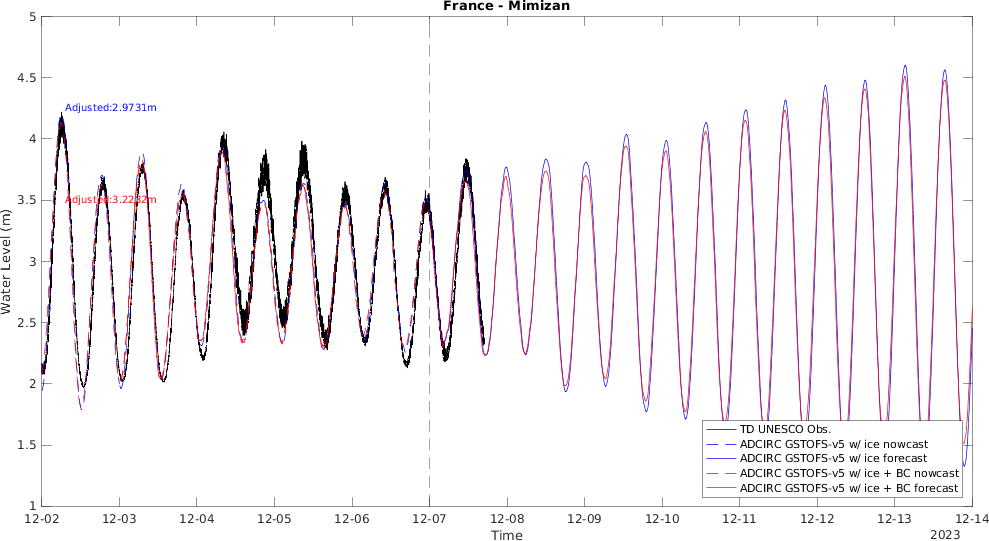 France - Mimizan
Water Level (m)
5
4.5
4
3.5
3
2.5
2
1.5
1
Adjusted:2.9731m
Adjusted:3.2232m
TD UNESCO Obs.
ADCIRC GSTOFS-v5 w/ ice nowcast
ADCIRC GSTOFS-v5 w/ ice forecast
ADCIRC GSTOFS-v5 w/ ice + BC nowcast
ADCIRC GSTOFS-v5 w/ ice + BC forecast
12-02 12-03 12-04 12-05 12-06 12-07 12-08 12-09 12-10 12-11 12-12 12-13 12-14
Time
2023